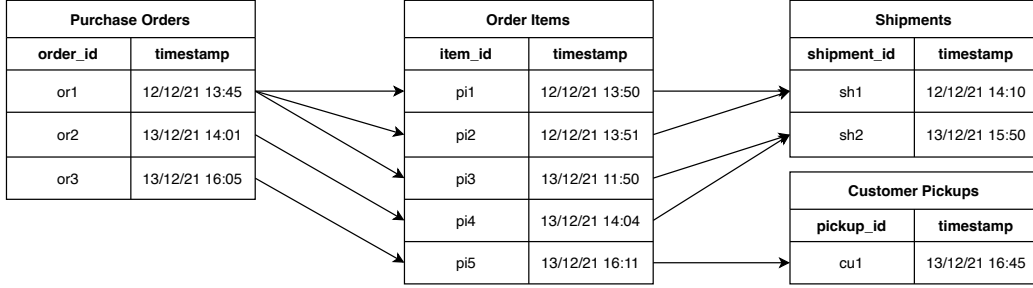 Purchase Orders
order_id timestamp
or1 12/12/21 13:45
or2 13/12/21 14:01
or3 13/12/21 16:05
Order Items
item_id timestamp
pi1 12/12/21 13:50
pi2 12/12/21 13:51
pi3 13/12/21 11:50
pi4 13/12/21 14:04
pi5 13/12/21 16:11
Shipments
shipment_id timestamp
sh1 12/12/21 14:10
sh2 13/12/21 15:50
Customer Pickups
pickup_id timestamp
cu1 13/12/21 16:45